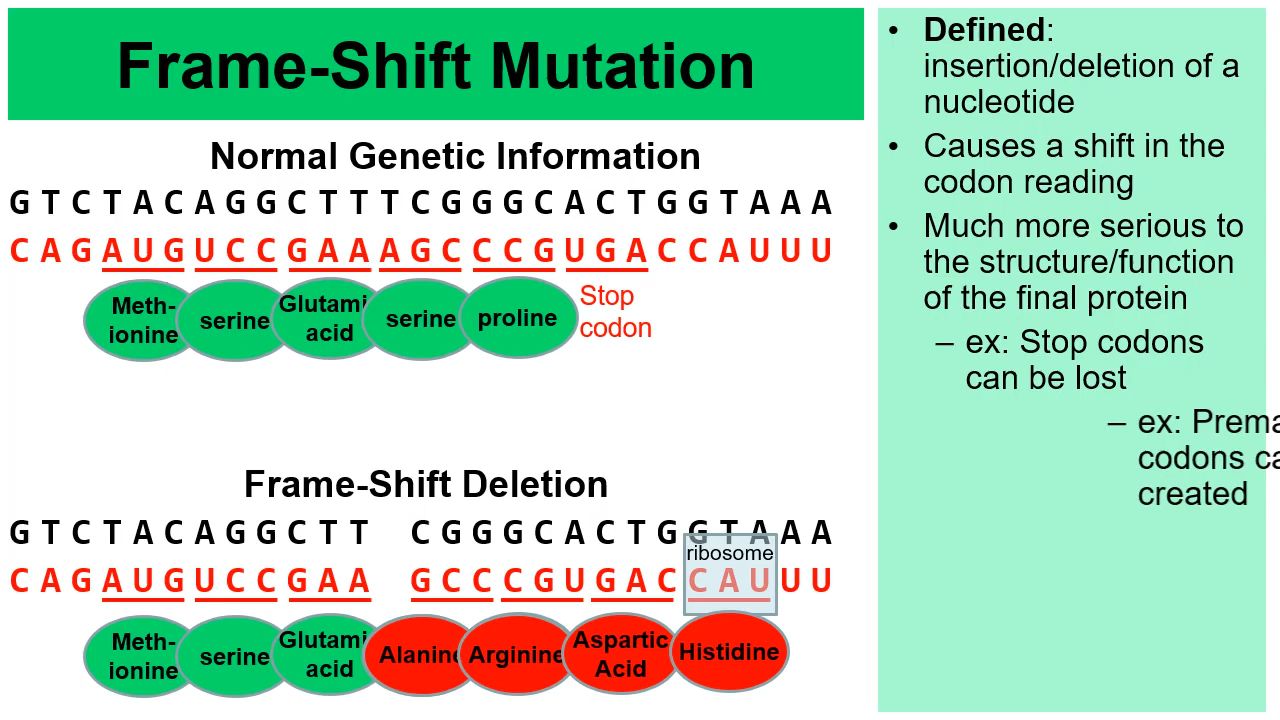 Frame-Shift Mutation
Normal Genetic Information
G T C T A C A G G C T T T C G G G C A C T G G T A A A
C A G A U G U C C G A A A G C C C G U G A C C A U U U
Meth-
ionine
serine
Glutami
acid
serine
proline
Stop
codon
Frame-Shift Deletion
G T C T A C A G G C T T C G G G C A C T G G T A A A
C A G A U G U C C G A A G C C C G U G A C C A U U U
ribosome
Meth-
ionine
serine
Glutami
acid
Alanine
Arginine
Aspartic
Acid
Histidine
• Defined:
insertion/deletion of a
nucleotide
• Causes a shift in the
codon reading
• Much more serious to
the structure/function
of the final protein
– ex: Stop codons
can be lost
– ex: Prema
codons ca
created